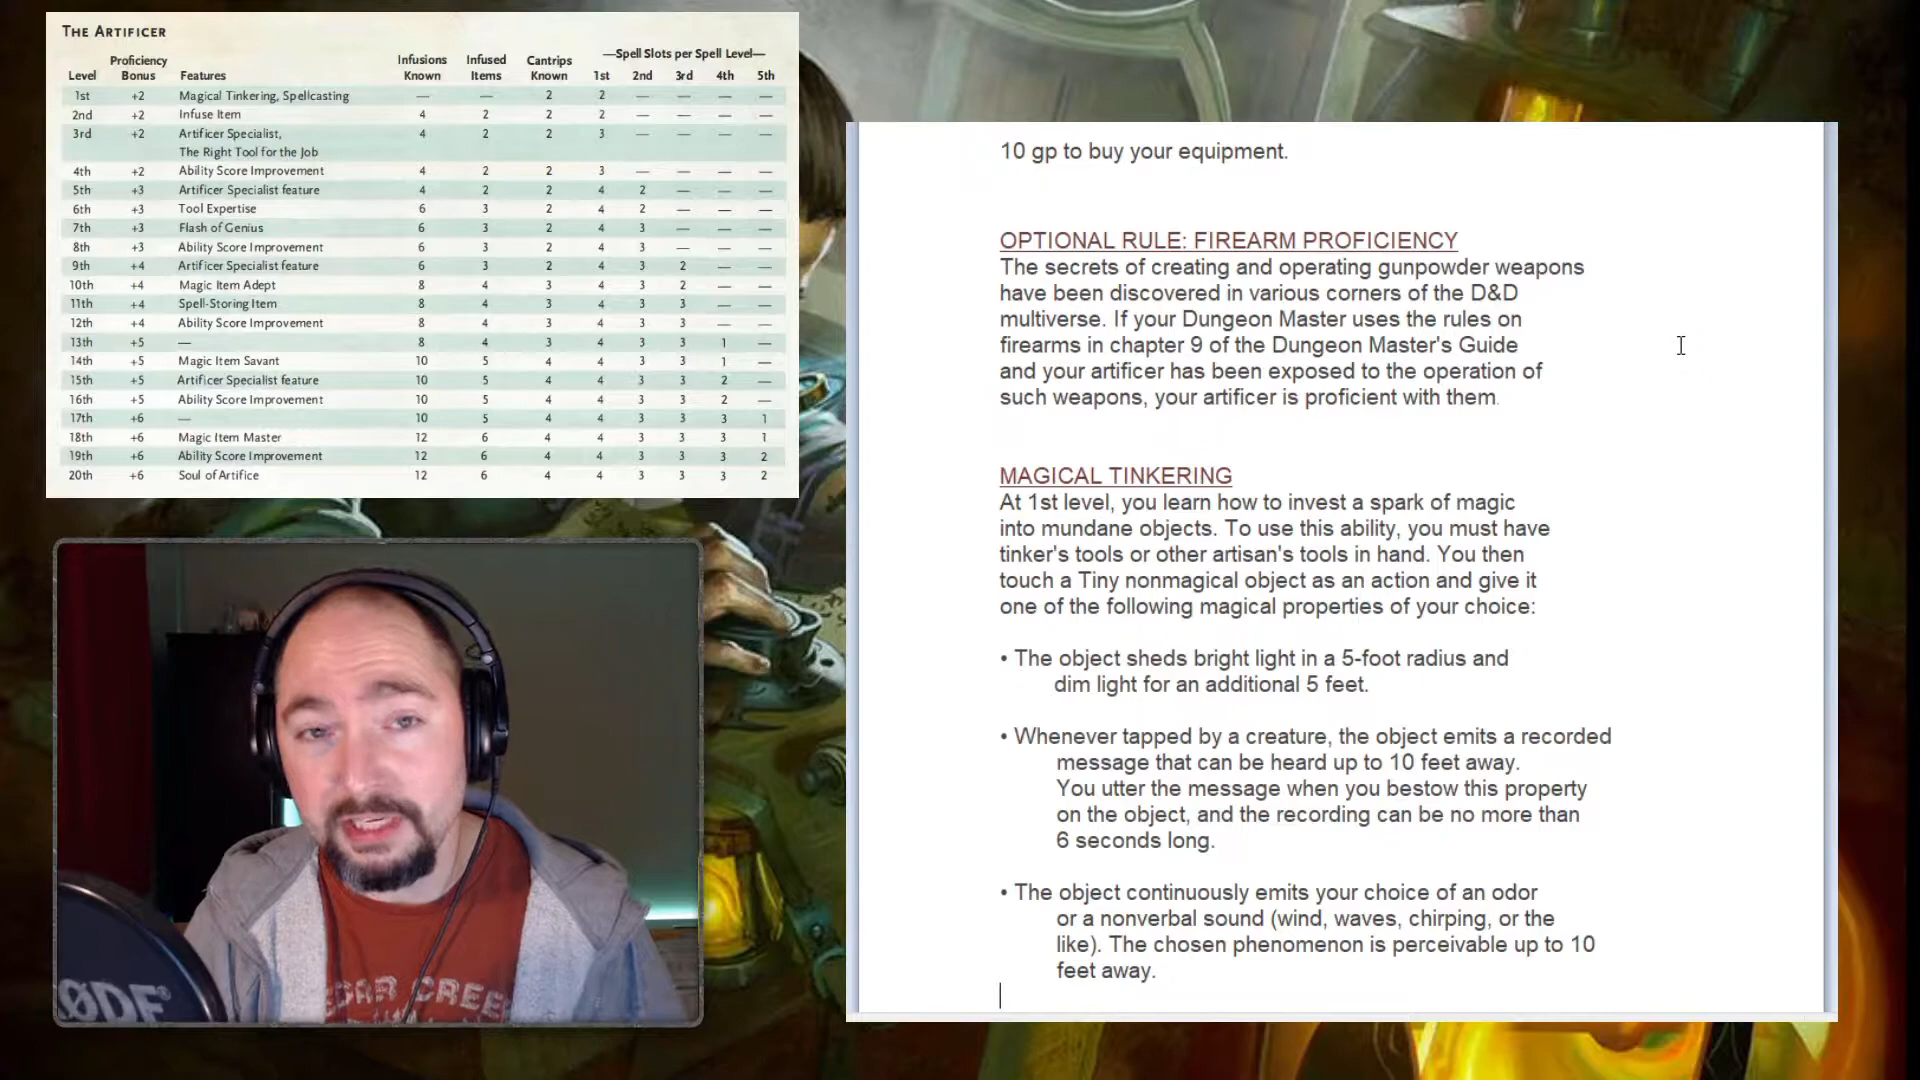 THE ARTIFICER
—Spell Slots per Spell Level—
Proficiency Infusions Infused Cantrips
Level Bonus Features Known Items Known 1st 2nd 3rd 4th 5th
1st +2 Magical Tinkering, Spellcasting — — 2 2 — — — —
2nd +2 Infuse Item 4 2 2 2 — — — —
3rd +2 Artificer Specialist, 4 2 2 3 — — — —
The Right Tool for the Job
4th +2 Ability Score Improvement 4 2 2 3 — — — —
5th +3 Artificer Specialist feature 4 2 2 4 2 — — —
6th +3 Tool Expertise 6 3 2 4 2 — — —
7th +3 Flash of Genius 6 3 2 4 3 — — —
8th +3 Ability Score Improvement 6 3 2 4 3 — — —
9th +4 Artificer Specialist feature 6 3 2 4 3 2 — —
10th +4 Magic Item Adept 8 4 3 4 3 2 — —
11th +4 Spell-Storing Item 8 4 3 4 3 3 — —
12th +4 Ability Score Improvement 8 4 3 4 3 3 — —
13th +5 — 8 4 3 4 3 3 1 —
14th +5 Magic Item Savant 10 5 4 4 3 3 1 —
15th +5 Artificer Specialist feature 10 5 4 4 3 3 2 —
16th +5 Ability Score Improvement 10 5 4 4 3 3 2 —
17th +6 — 10 5 4 4 3 3 3 1
18th +6 Magic Item Master 12 6 4 4 3 3 3 1
19th +6 Ability Score Improvement 12 6 4 4 3 3 3 2
20th +6 Soul of Artifice 12 6 4 4 3 3 3 2
10 gp to buy your equipment.
OPTIONAL RULE: FIREARM PROFICIENCY
The secrets of creating and operating gunpowder weapons
have been discovered in various corners of the D&D
multiverse. If your Dungeon Master uses the rules on
firearms in chapter 9 of the Dungeon Master's Guide
and your artificer has been exposed to the operation of
such weapons, your artificer is proficient with them.
MAGICAL TINKERING
At 1st level, you learn how to invest a spark of magic
into mundane objects. To use this ability, you must have
tinker's tools or other artisan's tools in hand. You then
touch a Tiny nonmagical object as an action and give it
one of the following magical properties of your choice:
• The object sheds bright light in a 5-foot radius and
dim light for an additional 5 feet.
• Whenever tapped by a creature, the object emits a recorded
message that can be heard up to 10 feet away.
You utter the message when you bestow this property
on the object, and the recording can be no more than
6 seconds long.
• The object continuously emits your choice of an odor
or a nonverbal sound (wind, waves, chirping, or the
like). The chosen phenomenon is perceivable up to 10
feet away.